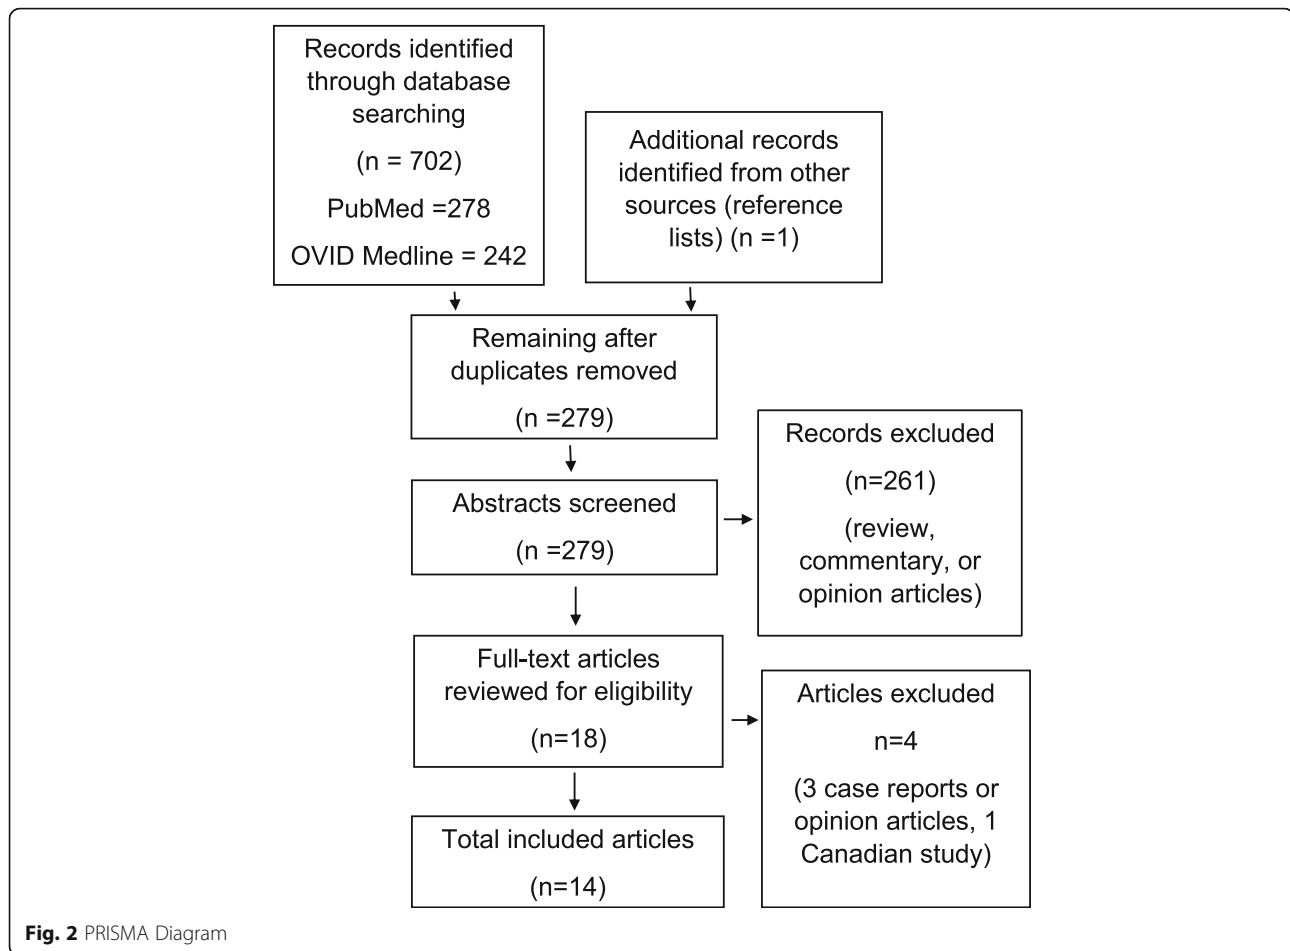 Records identified
through database
searching
(n = 702)
PubMed =278
OVID Medline = 242
Additional records
identified from other
sources (reference
lists) (n =1)
Remaining after
duplicates removed
(n =279)
Abstracts screened
(n =279)
Records excluded
(n=261)
(review,
commentary, or
opinion articles)
Full-text articles
reviewed for eligibility
(n=18)
Articles excluded
n=4
(3 case reports or
opinion articles, 1
Canadian study)
Total included articles
(n=14)
Fig. 2 PRISMA Diagram